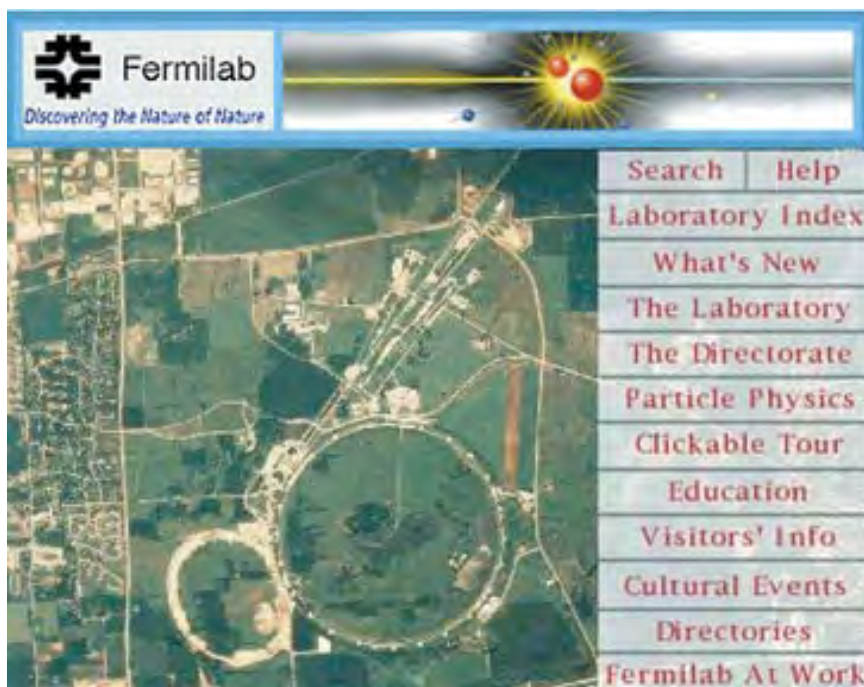 Fermilab
Discovering the Nature of Nature
Search Help
Laboratory Index
What's New
The Laboratory
The Directorate
Particle Physics
Clickable Tour
Education
Visitors' Info
Cultural Events
Directories
Fermilab At Work